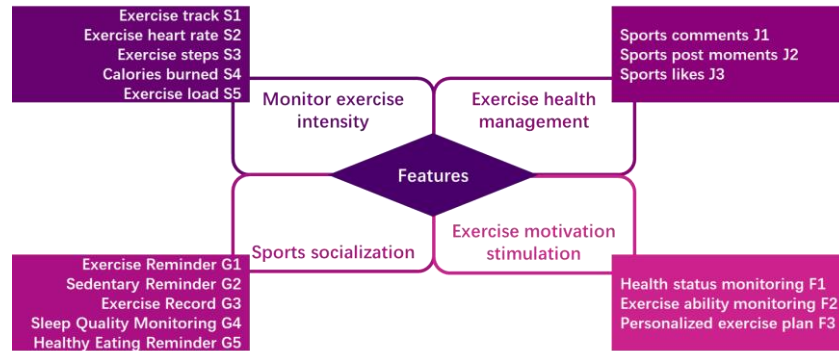 Exercise track S1
Exercise heart rate S2
Exercise steps S3
Calories burned S4
Exercise load S5
Monitor exercise
intensity
Sports comments J1
Sports post moments J2
Sports likes J3
Exercise health
management
Features
Sports socialization
Exercise Reminder G1
Sedentary Reminder G2
Exercise Record G3
Sleep Quality Monitoring G4
Healthy Eating Reminder G5
Exercise motivation
stimulation
Health status monitoring F1
Exercise ability monitoring F2
Personalized exercise plan F3